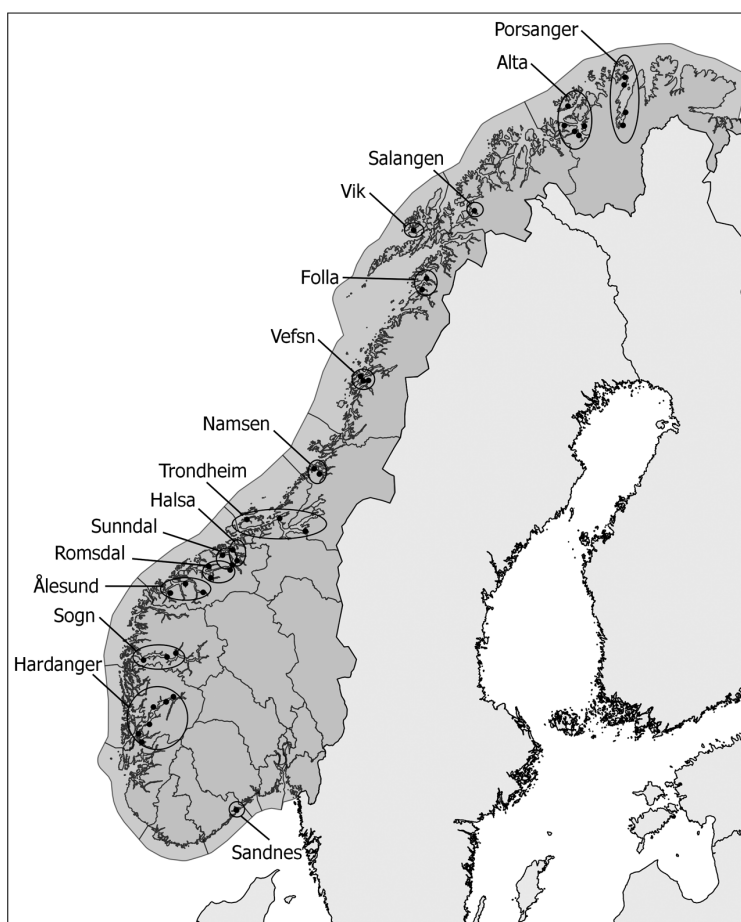 Porsanger
Alta
Salangen
Vik
Folla
Vefsn
Namsen
Trondheim
Halsa
Sunndal
Romsdal
Ålesund
Sogn
Hardanger
Sandnes